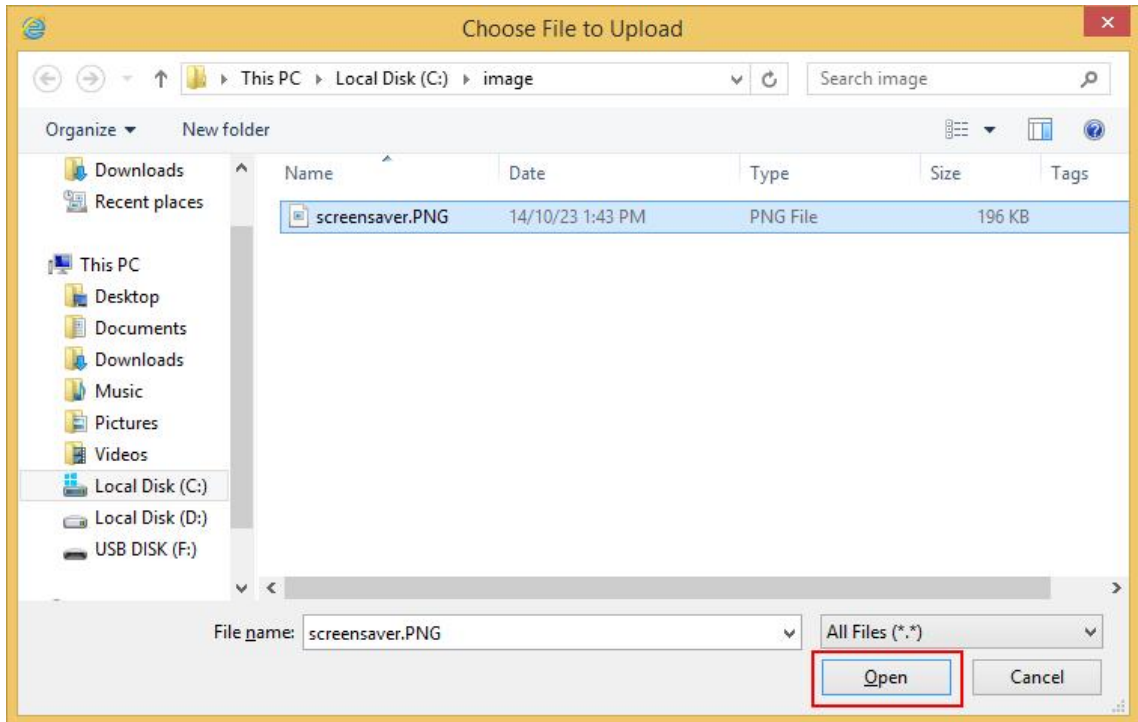 Choose File to Upload
This PC Local Disk (C:) image
Search image
Organize
New folder
Downloads
Recent places
This PC
Desktop
Documents
Downloads
Music
Pictures
Videos
Local Disk (C:)
Local Disk (D:)
USB DISK (F:)
Name Date Type Size Tags
screensaver.PNG 14/10/23 1:43 PM PNG File 196 KB
File name: screensaver.PNG
All Files (*.*)
Open Cancel